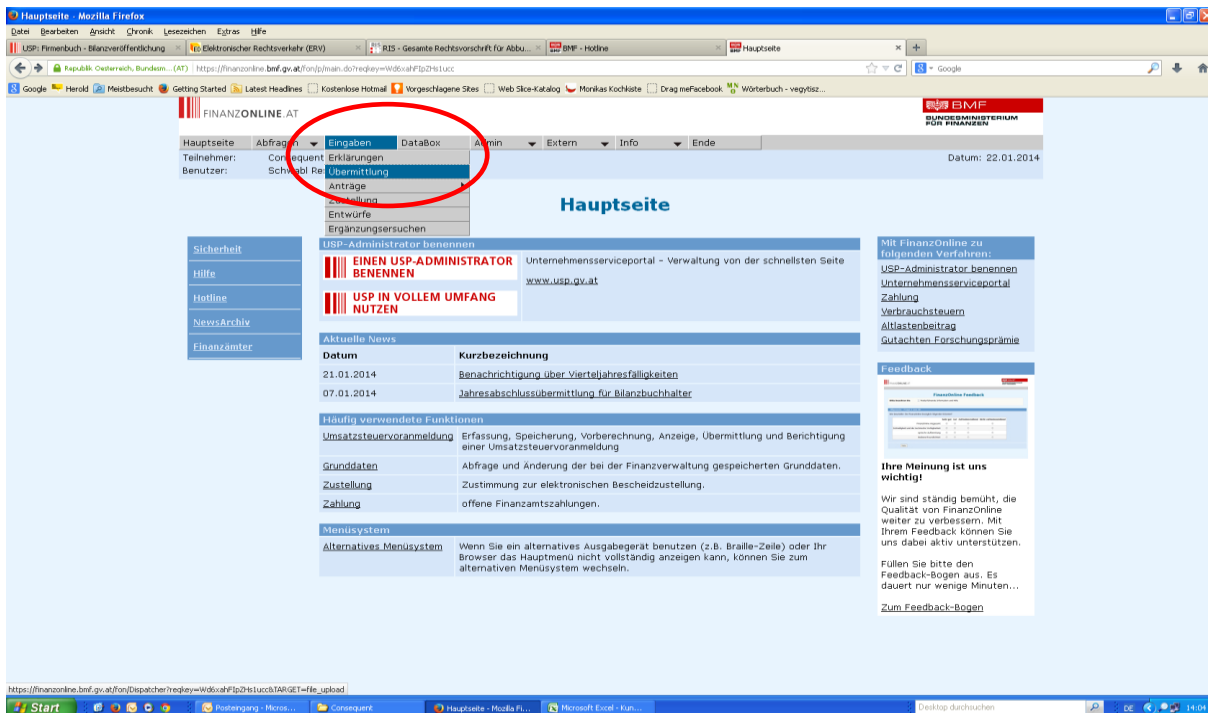 Hauptseite - Mozilla Firefox
Datei Bearbeiten Ansicht Chronik Lesezeichen Extras Hilfe
USP: Firmenbuch - Bilanzveröffentlichung
Elektronischer Rechtsverkehr (ERV)
RIS - Gesamte Rechtsvorschrift für Abbu...
BMF - Hotline
Hauptseite
Republik Oesterreich, Bundesm... (AT)
https://finanzonline.bmf.gv.at/fon/p/main.do?reqkey=Wd6xahFIpZHs1ucc
Google
Google Herold Meistbesucht Getting Started Latest Headlines Kostenlose Hotmail Vorgeschlagene Sites Web Slice-Katalog Monikas Kochkiste Drag meFacebook Wörterbuch - vegytisz...
FINANZONLINE.AT
BMF
BUNDESMINISTERIUM
FÜR FINANZEN
Hauptseite Abfragen Eingaben DataBox Admin Extern Info Ende
Teilnehmer: Consequent
Datum: 22.01.2014
Benutzer: Schwabl Re
Erklärungen
Übermittlung
Anträge
Zustellung
Entwürfe
Ergänzungsersuchen
Hauptseite
Sicherheit
Hilfe
Hotline
NewsArchiv
Finanzämter
USP-Administrator benennen
EINEN USP-ADMINISTRATOR
BENENNEN
USP IN VOLLEM UMFANG
NUTZEN
Unternehmensserviceportal - Verwaltung von der schnellsten Seite
www.usp.gv.at
Aktuelle News
Datum Kurzbezeichnung
21.01.2014 Benachrichtigung über Vierteljahresfälligkeiten
07.01.2014 Jahresabschlussübermittlung für Bilanzbuchhalter
Häufig verwendete Funktionen
Umsatzsteuervoranmeldung Erfassung, Speicherung, Vorberechnung, Anzeige, Übermittlung und Berichtigung
einer Umsatzsteuervoranmeldung
Grunddaten Abfrage und Änderung der bei der Finanzverwaltung gespeicherten Grunddaten.
Zustellung Zustimmung zur elektronischen Bescheidzustellung.
Zahlung offene Finanzamtszahlungen.
Menüsystem
Alternatives Menüsystem Wenn Sie ein alternatives Ausgabegerät benutzen (z.B. Braille-Zeile) oder Ihr
Browser das Hauptmenü nicht vollständig anzeigen kann, können Sie zum
alternativen Menüsystem wechseln.
Mit FinanzOnline zu
folgenden Verfahren:
USP-Administrator benennen
Unternehmensserviceportal
Zahlung
Verbrauchsteuern
Altlastenbeitrag
Gutachten Forschungsprämie
Feedback
FinanzOnline Feedback
Ihre Meinung ist uns
wichtig!
Wir sind ständig bemüht, die
Qualität von FinanzOnline
weiter zu verbessern. Mit
Ihrem Feedback können Sie
uns dabei aktiv unterstützen.
Füllen Sie bitte den
Feedback-Bogen aus. Es
dauert nur wenige Minuten...
Zum Feedback-Bogen
https://finanzonline.bmf.gv.at/fon/Dispatcher?reqkey=Wd6xahFIpZHs1ucc&TARGET=file_upload
Start
Posteingang - Micros...
Consequent
Hauptseite - Mozilla Fi...
Microsoft Excel - Kun...
Desktop durchsuchen
DE
14:04